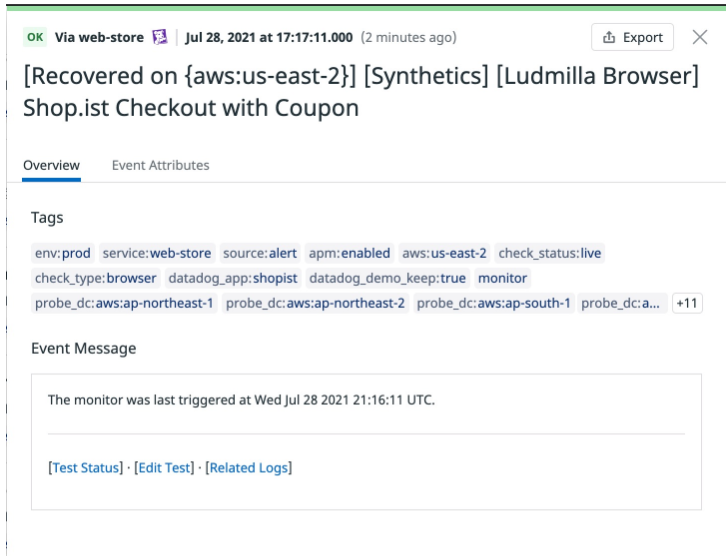 OK Via web-store | Jul 28, 2021 at 17:17:11.000 (2 minutes ago) Export
[Recovered on {aws:us-east-2}] [Synthetics] [Ludmilla Browser]
Shop.ist Checkout with Coupon
Overview Event Attributes
Tags
env:prod service:web-store source:alert apm:enabled aws:us-east-2 check_status:live
check_type:browser datadog_app:shopist datadog_demo_keep:true monitor
probe_dc:aws:ap-northeast-1 probe_dc:aws:ap-northeast-2 probe_dc:aws:ap-south-1 probe_dc:a... +11
Event Message
The monitor was last triggered at Wed Jul 28 2021 21:16:11 UTC.
[Test Status] · [Edit Test] · [Related Logs]